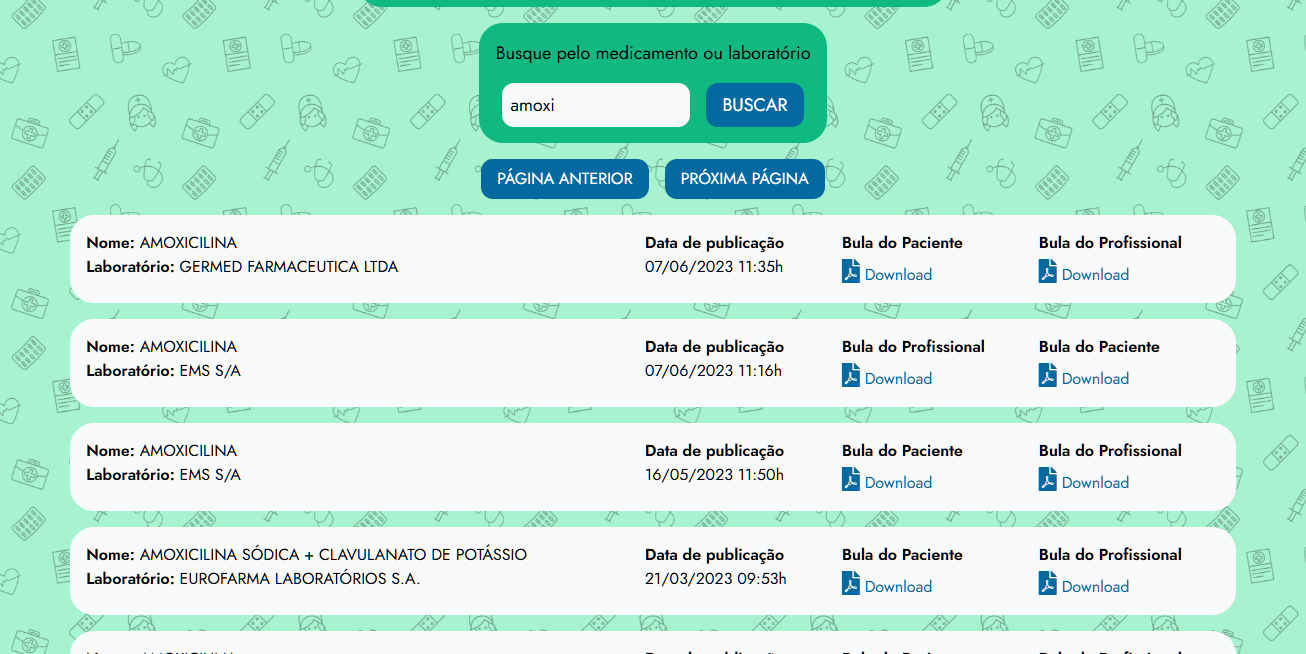 Busque pelo medicamento ou laboratório
amoxi
BUSCAR
PÁGINA ANTERIOR
PRÓXIMA PÁGINA
Nome: AMOXICILINA
Laboratório: GERMED FARMACEUTICA LTDA
Data de publicação
07/06/2023 11:35h
Bula do Paciente
Download
Bula do Profissional
Download
Nome: AMOXICILINA
Laboratório: EMS S/A
Data de publicação
07/06/2023 11:16h
Bula do Profissional
Download
Bula do Paciente
Download
Nome: AMOXICILINA
Laboratório: EMS S/A
Data de publicação
16/05/2023 11:50h
Bula do Paciente
Download
Bula do Profissional
Download
Nome: AMOXICILINA SÓDICA + CLAVULANATO DE POTÁSSIO
Laboratório: EUROFARMA LABORATÓRIOS S.A.
Data de publicação
21/03/2023 09:53h
Bula do Paciente
Download
Bula do Profissional
Download